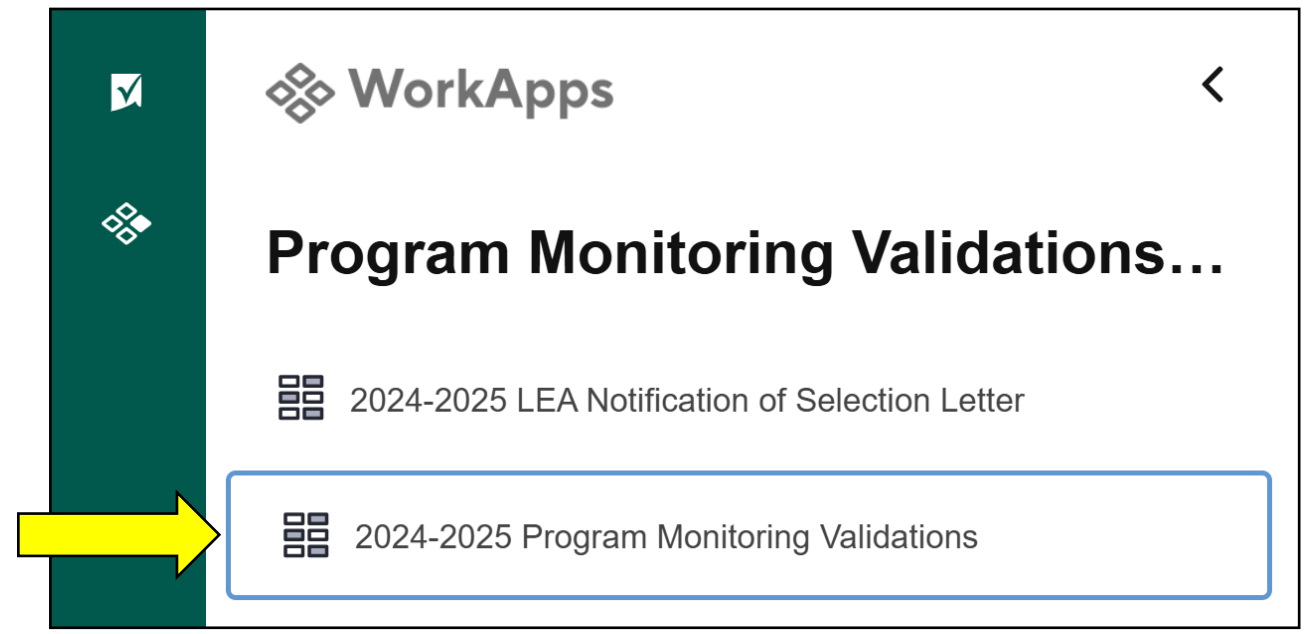 WorkApps
Program Monitoring Validations...
2024-2025 LEA Notification of Selection Letter
2024-2025 Program Monitoring Validations